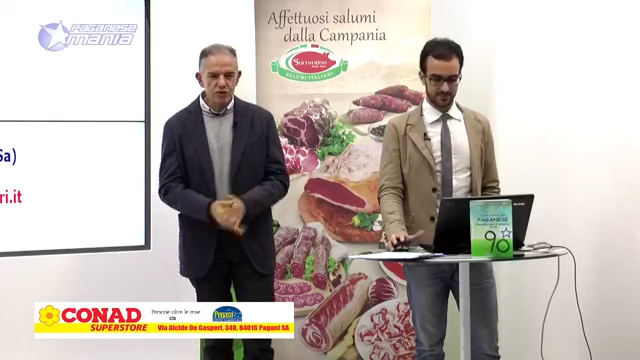 PAGANESE
mania
Affettuosi salumi
dalla Campania
Sorrentino
SALUMI ITALIANI
Sa)
ri.it
PAGANESE
90
CONAD
SUPERSTORE
Persone oltre le cose
Pegaso
Via Alcide De Gasperi, 340, 84016 Pagani SA